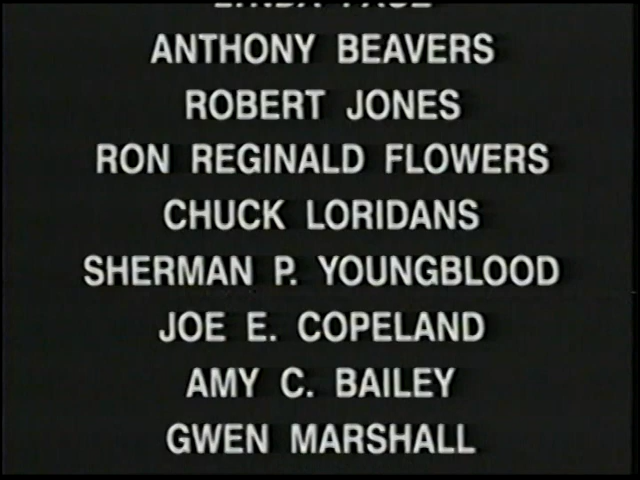 ANTHONY BEAVERS
ROBERT JONES
RON REGINALD FLOWERS
CHUCK LORIDANS
SHERMAN P. YOUNGBLOOD
JOE E. COPELAND
AMY C. BAILEY
GWEN MARSHALL